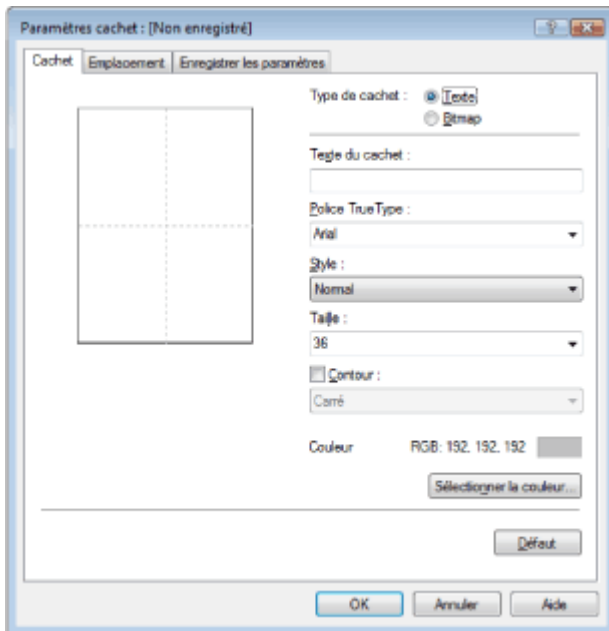 Paramètres cachet : [Non enregistré]
Cachet Emplacement Enregistrer les paramètres
Type de cachet : Texte
Bitmap
Texte du cachet :
Police TrueType :
Arial
Style :
Normal
Taille :
36
Contour :
Carré
Couleur RGB: 192, 192, 192
Sélectionner la couleur...
Défaut
OK Annuler Aide